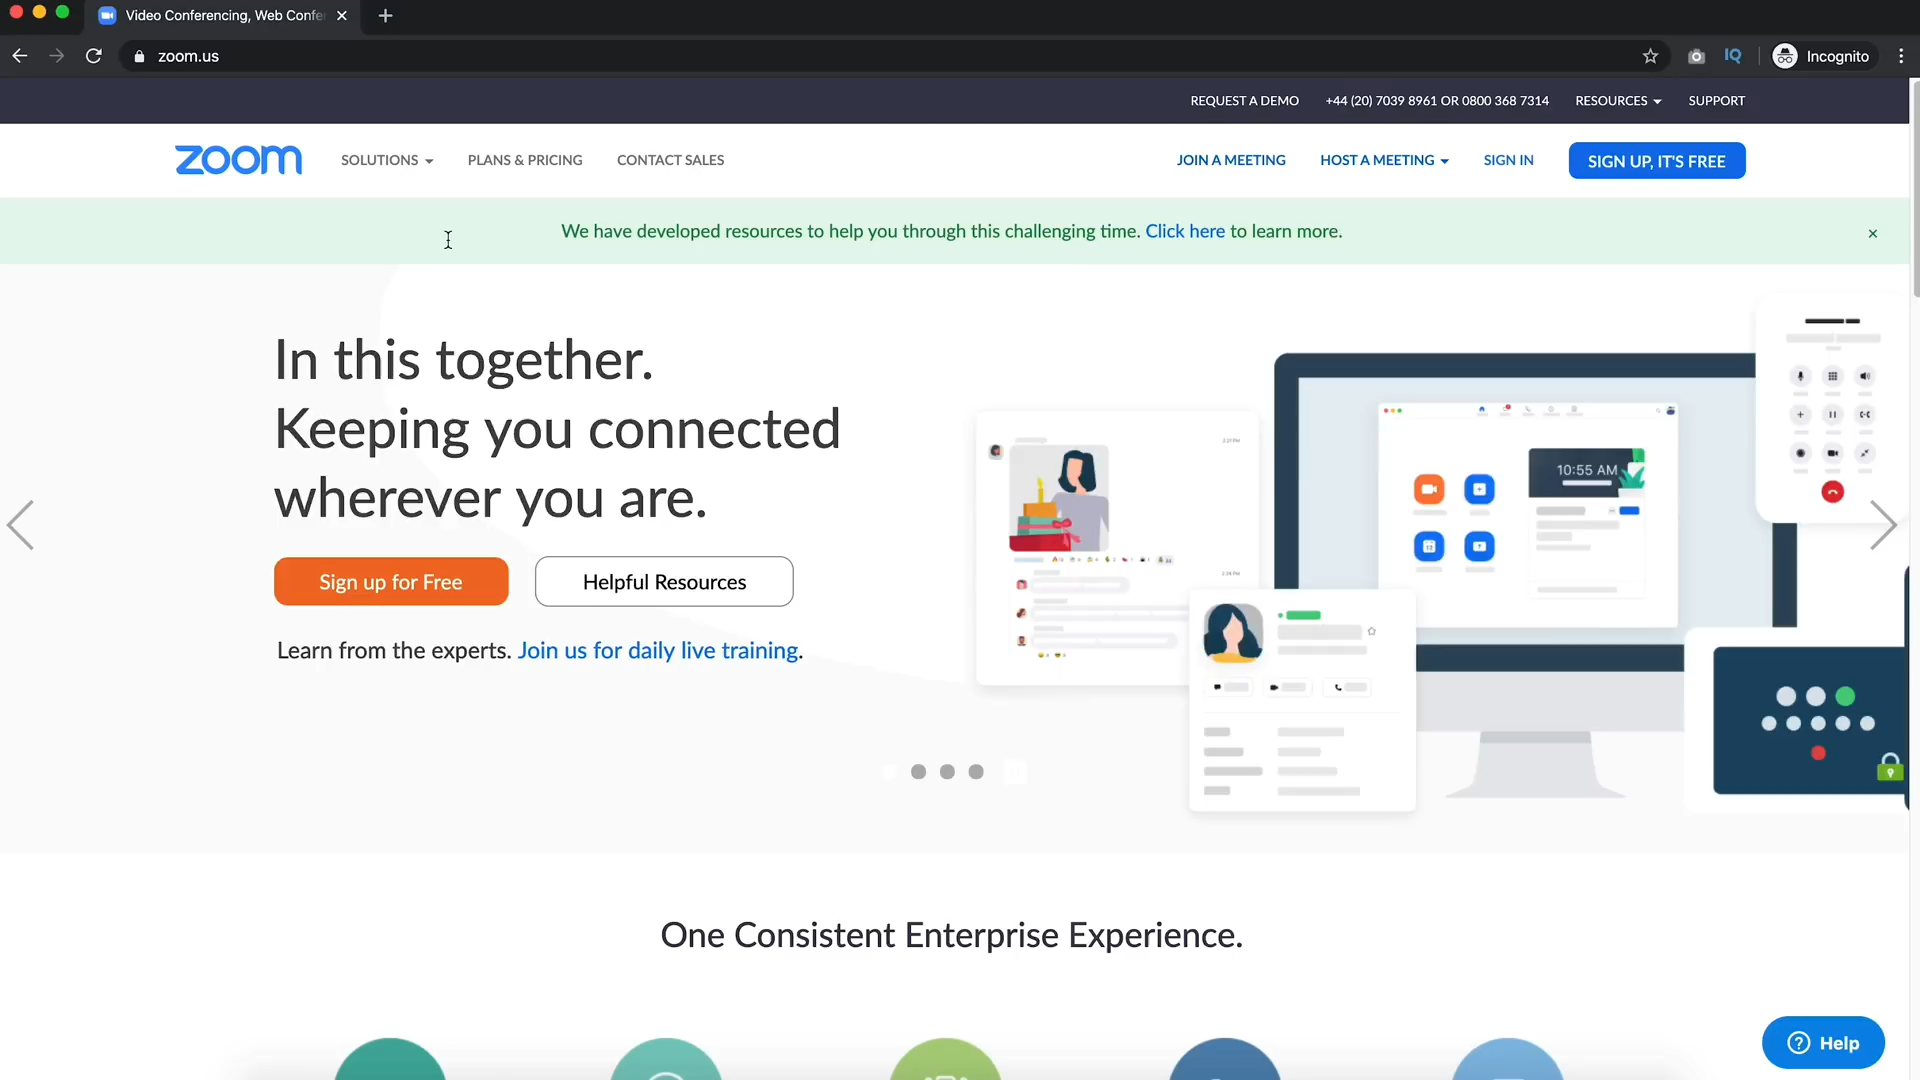 Video Conferencing, Web Confe
zoom.us
IQ
Incognito
REQUEST A DEMO
+44 (20) 7039 8961 OR 0800 368 7314
RESOURCES
SUPPORT
zoom
SOLUTIONS
PLANS & PRICING
CONTACT SALES
JOIN A MEETING
HOST A MEETING
SIGN IN
SIGN UP, IT'S FREE
We have developed resources to help you through this challenging time. Click here to learn more.
In this together.
Keeping you connected
wherever you are.
Sign up for Free
Helpful Resources
Learn from the experts. Join us for daily live training.
10:55 AM
One Consistent Enterprise Experience.
Help